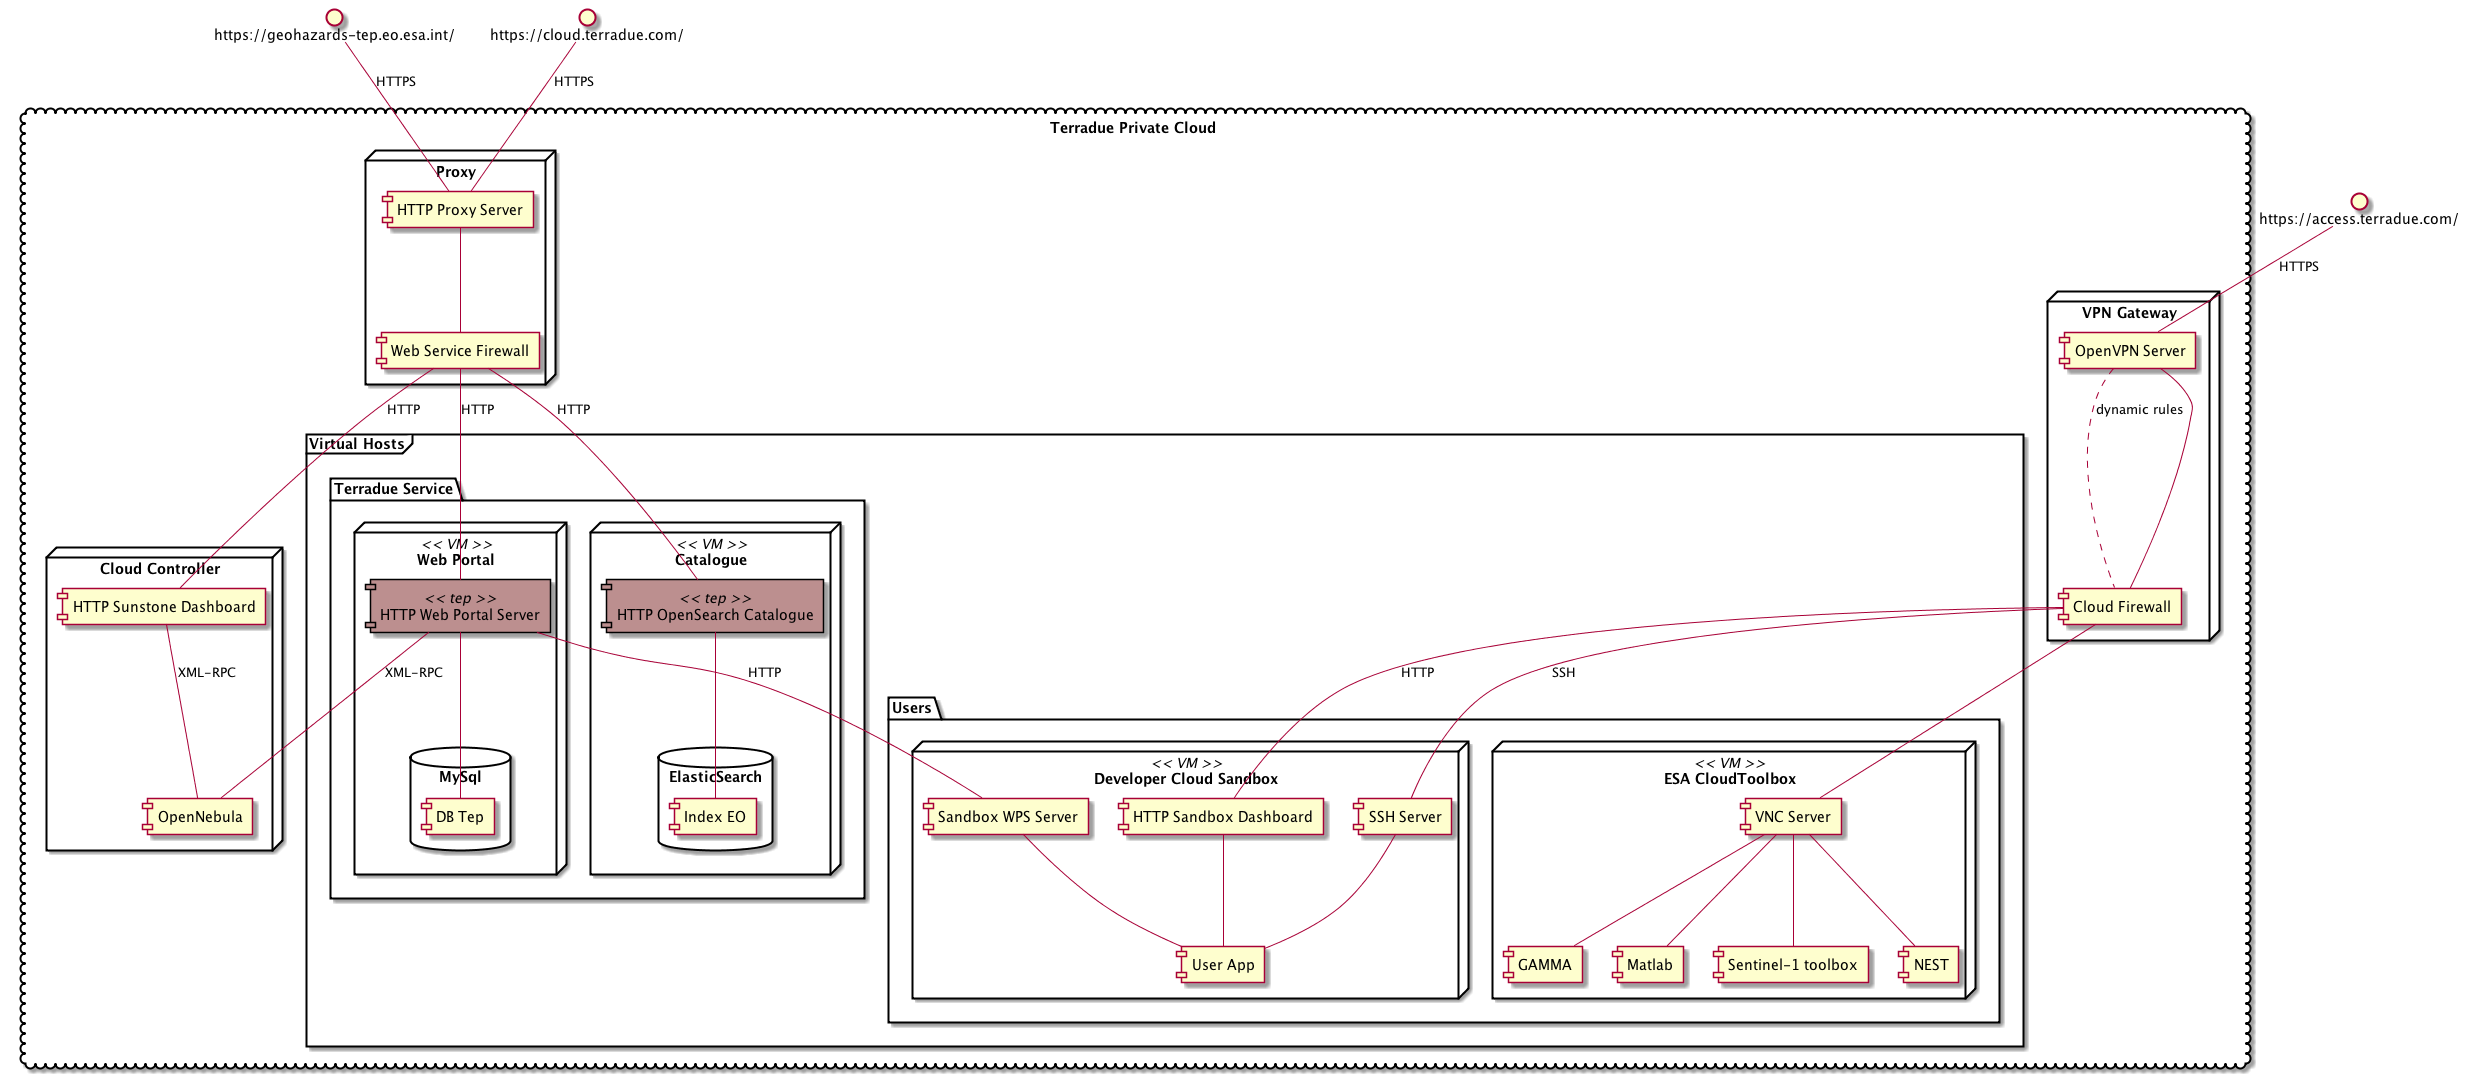 https://geohazards-tep.eo.esa.int/
https://cloud.terradue.com/
HTTPS
HTTPS
Terradue Private Cloud
Proxy
HTTP Proxy Server
https://access.terradue.com/
HTTPS
VPN Gateway
Web Service Firewall
OpenVPN Server
HTTP
HTTP
HTTP
dynamic rules
Virtual Hosts
Terradue Service
<< VM >>
Web Portal
<< VM >>
Catalogue
Cloud Controller
HTTP Sunstone Dashboard
<< tep >>
HTTP Web Portal Server
<< tep >>
HTTP OpenSearch Catalogue
Cloud Firewall
XML-RPC
XML-RPC
HTTP
HTTP
SSH
Users
<< VM >>
Developer Cloud Sandbox
<< VM >>
ESA CloudToolbox
MySql
ElasticSearch
OpenNebula
DB Tep
Index EO
Sandbox WPS Server
HTTP Sandbox Dashboard
SSH Server
VNC Server
User App
GAMMA
Matlab
Sentinel-1 toolbox
NEST